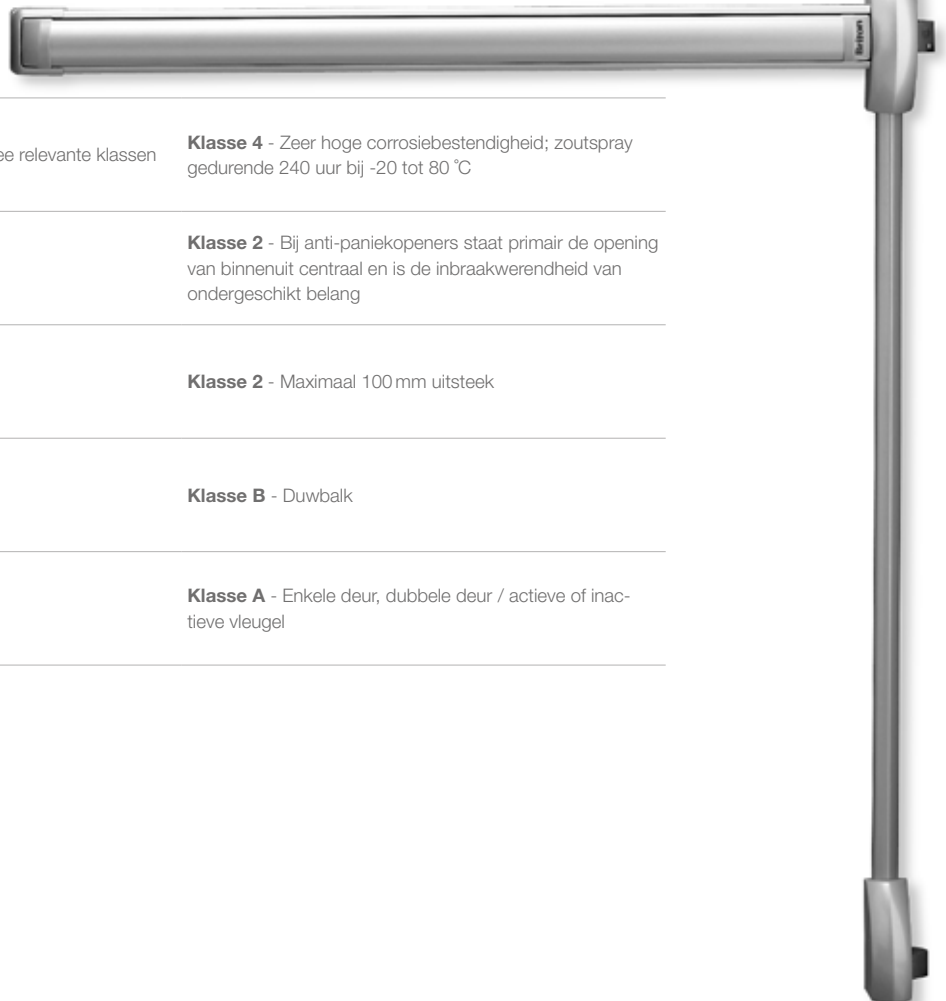 Briton
relevante klassen
Klasse 4 - Zeer hoge corrosiebestendigheid; zoutspray
gedurende 240 uur bij -20 tot 80 °C
Klasse 2 - Bij anti-paniekopeners staat primair de opening
van binnenuit centraal en is de inbraakwerendheid van
ondergeschikt belang
Klasse 2 - Maximaal 100 mm uitsteek
Klasse B - Duwbalk
Klasse A - Enkele deur, dubbele deur / actieve of inac-
tieve vleugel